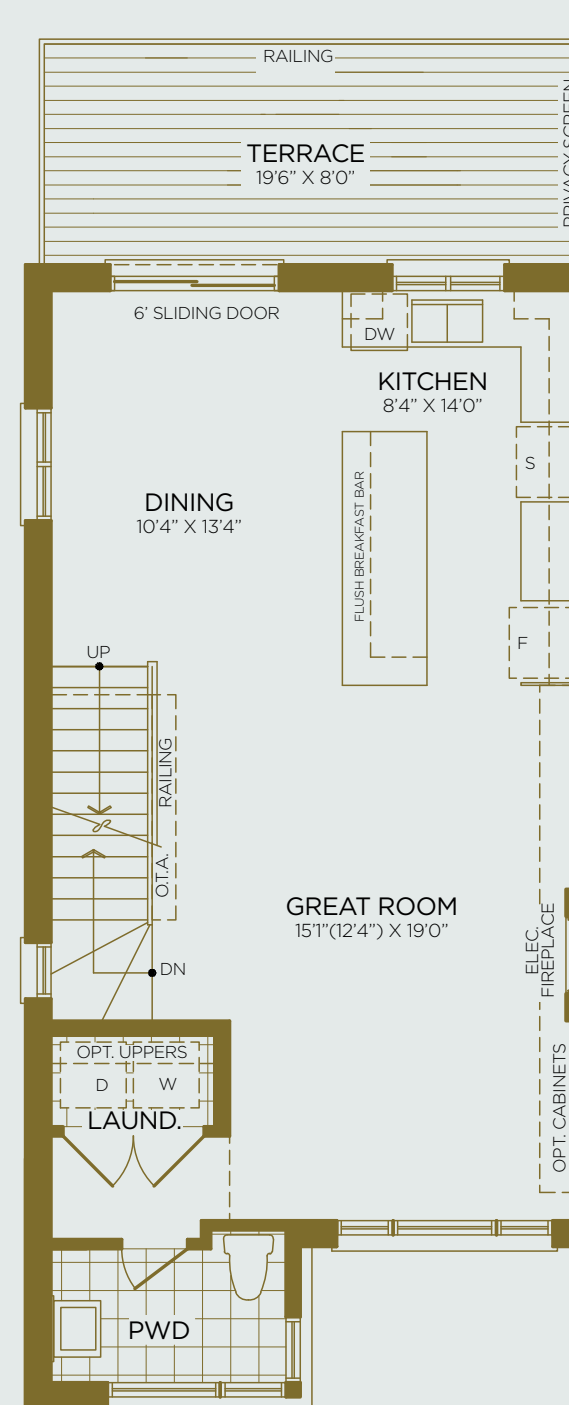 RAILING
PRIVACY SCREEN
TERRACE
19'6" X 8'0"
6' SLIDING DOOR
DW
KITCHEN
8'4" X 14'0"
S
DINING
10'4" X 13'4"
FLUSH BREAKFAST BAR
F
UP
RAILING
O.T.A.
GREAT ROOM
15'1"(12'4") X 19'0"
ELEC.
FIREPLACE
DN
OPT. UPPERS
D
W
LAUND.
OPT. CABINETS
PWD